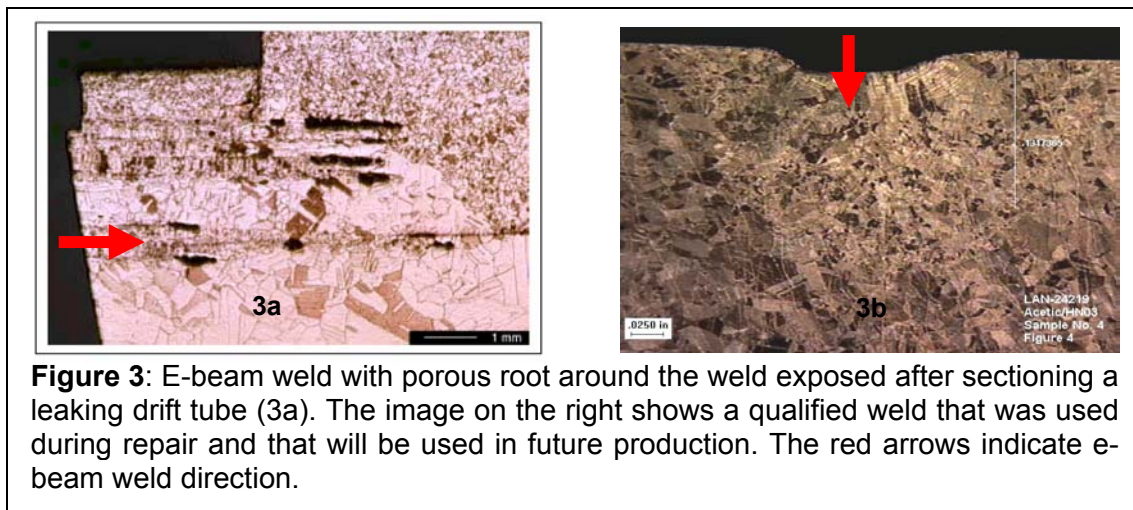 3a
1 mm
.1317365
3b
.0250 in
LAN-24219
Acetic/HNO3
Sample No. 4
Figure 4
Figure 3: E-beam weld with porous root around the weld exposed after sectioning a
leaking drift tube (3a). The image on the right shows a qualified weld that was used
during repair and that will be used in future production. The red arrows indicate e-
beam weld direction.